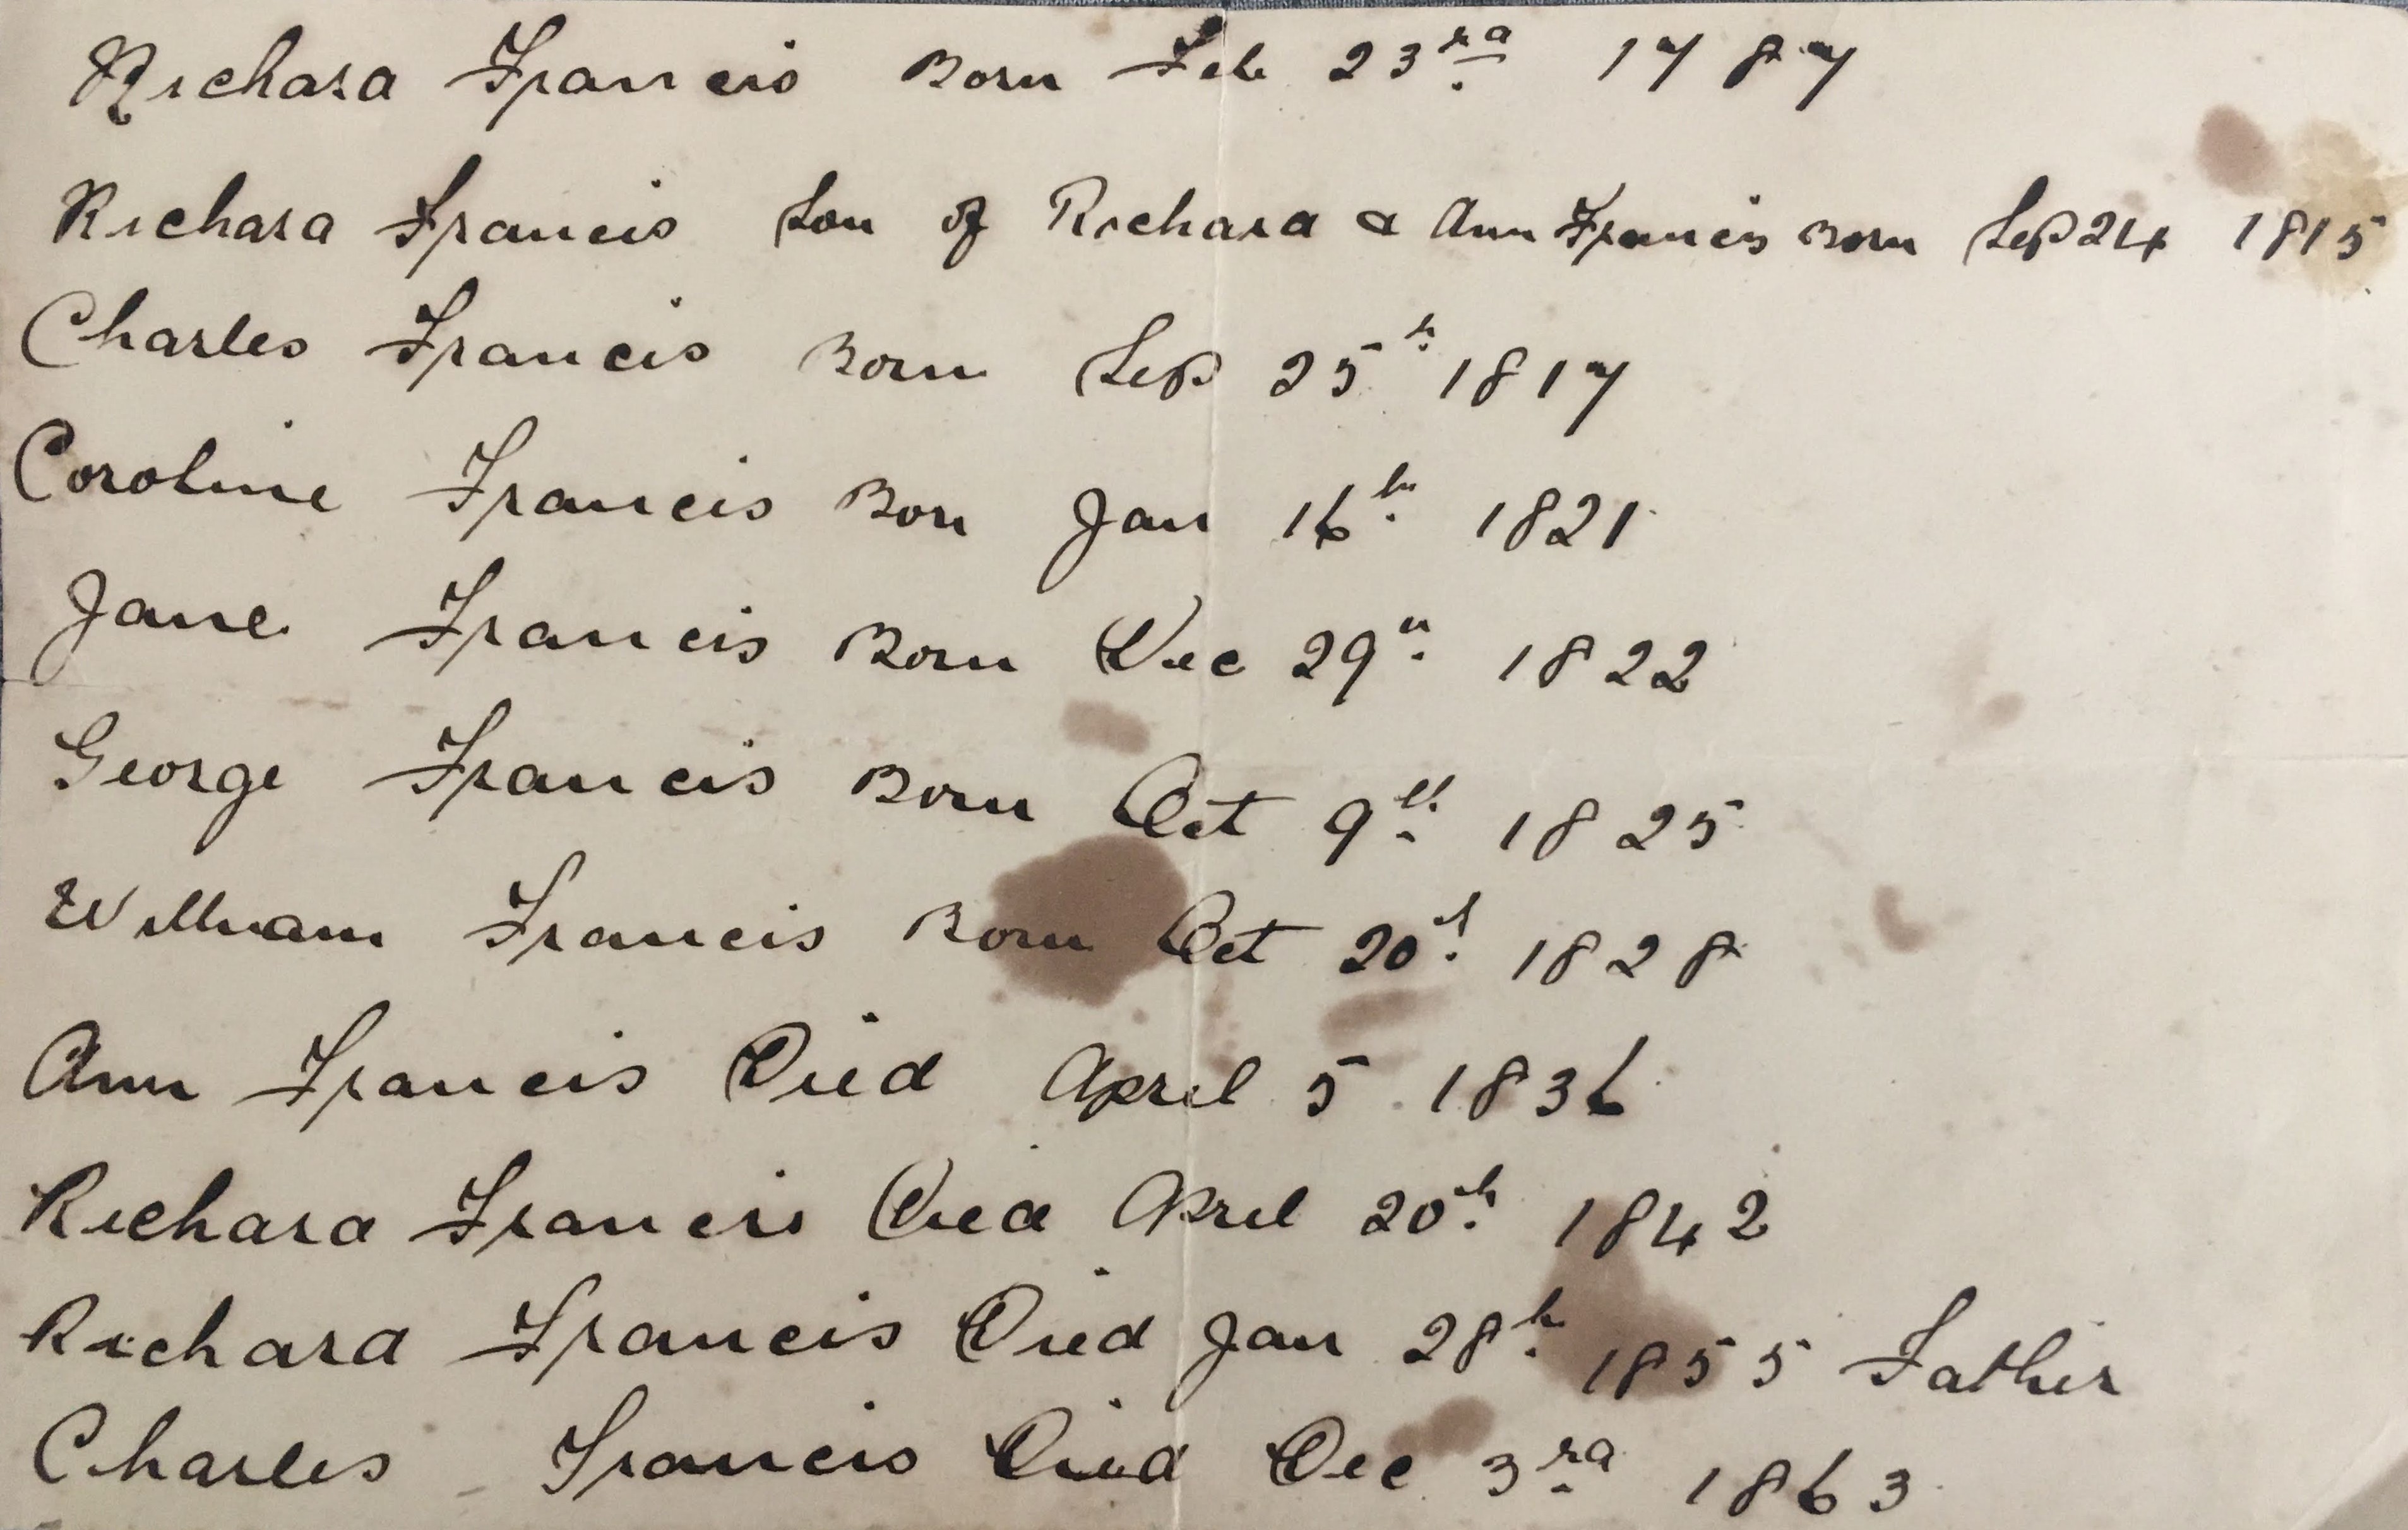 Richard Francis Born Feb 23rd 1787
Richard Francis Son of Richard & Ann Francis Born Sep 24 1815
Charles Francis Born Sep 25th 1817
Coroline Francis Born Jan 16th 1821
Jane Francis Born Dec 29th 1822
George Francis Born Oct 9th 1825
William Francis Born Oct 20th 1828
Ann Francis Died April 5 1836
Richard Francis Died April 20th 1842
Richard Francis Died Jan 28th 1855 Father
Charles Francis Died Dec 3rd 1863